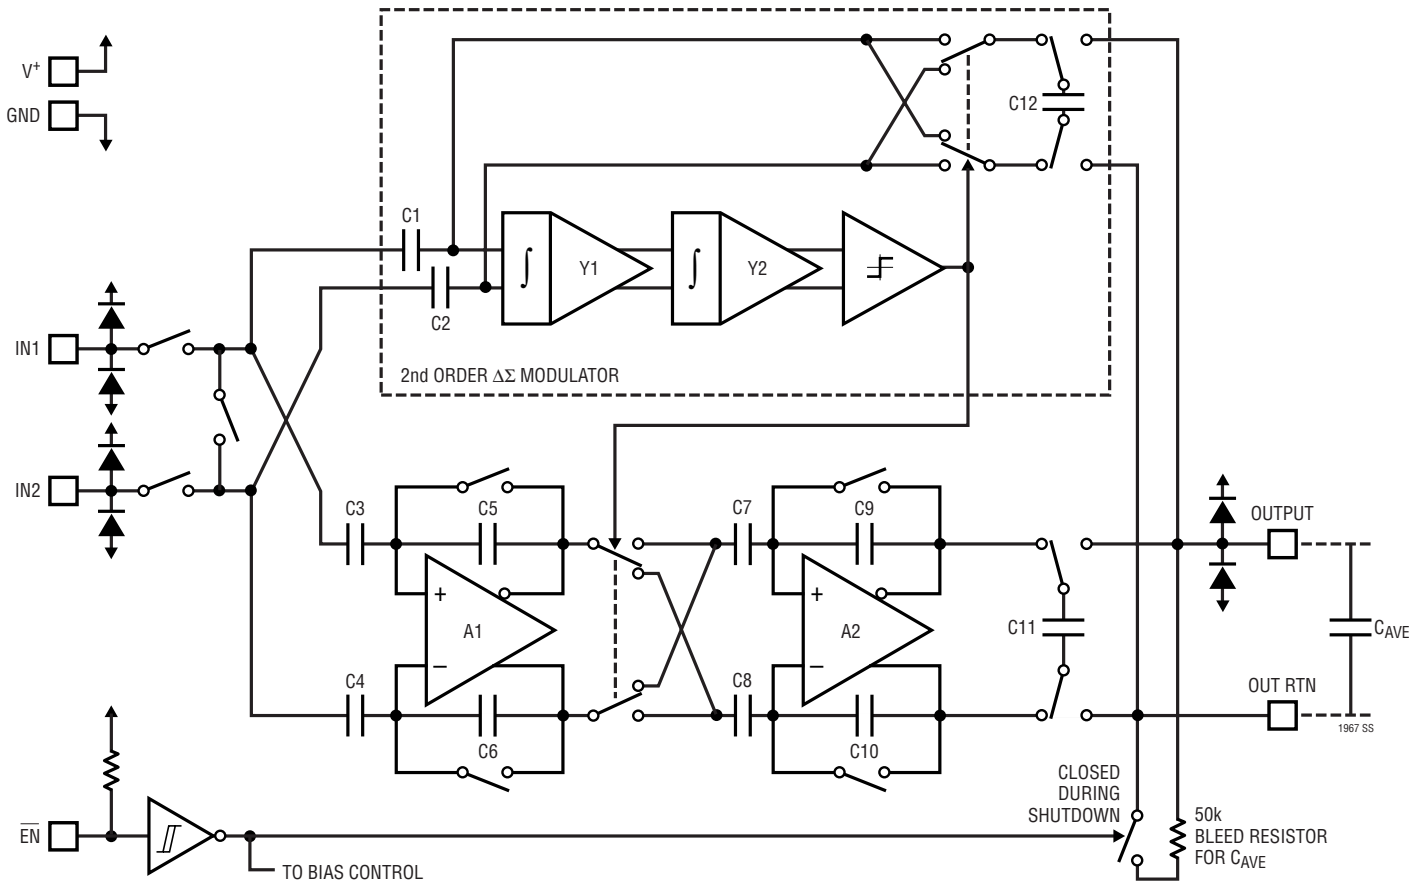 V+
GND
C12
C1
Y1
Y2
C2
IN1
2nd ORDER ΔΣ MODULATOR
IN2
C3
C5
C7
C9
OUTPUT
+
A1
–
+
A2
–
C11
CAVE
C4
C8
OUT RTN
C6
C10
1967 SS
CLOSED
DURING
SHUTDOWN
EN
50k
BLEED RESISTOR
FOR CAVE
TO BIAS CONTROL